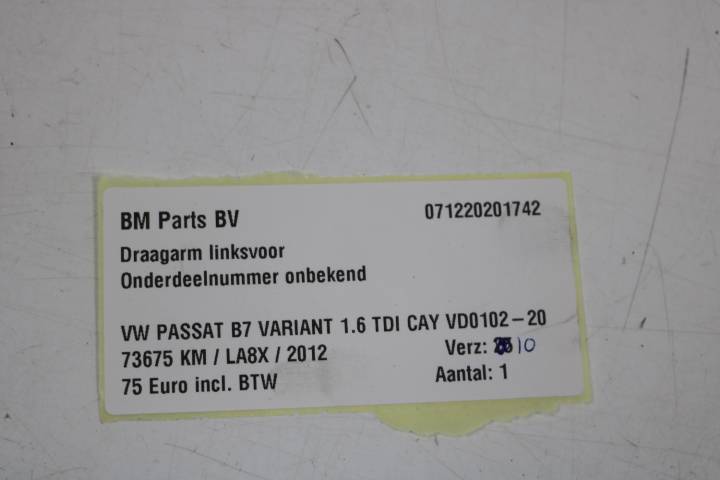 BM Parts BV 071220201742
Draagarm linksvoor
Onderdeelnummer onbekend
VW PASSAT B7 VARIANT 1.6 TDI CAY VD0102-20
73675 KM / LA8X / 2012 Verz: 10
75 Euro incl. BTW Aantal: 1